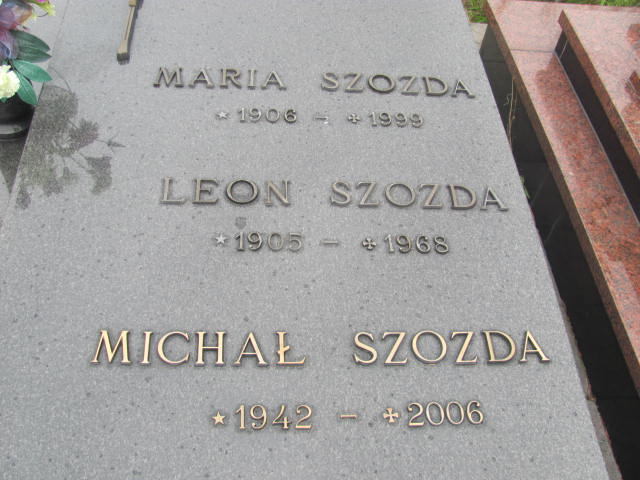 MARIA SZOZDA
*1906 - ✠1999
LEON SZOZDA
*1905 - ✠1968
MICHAŁ SZOZDA
*1942 - ✠2006